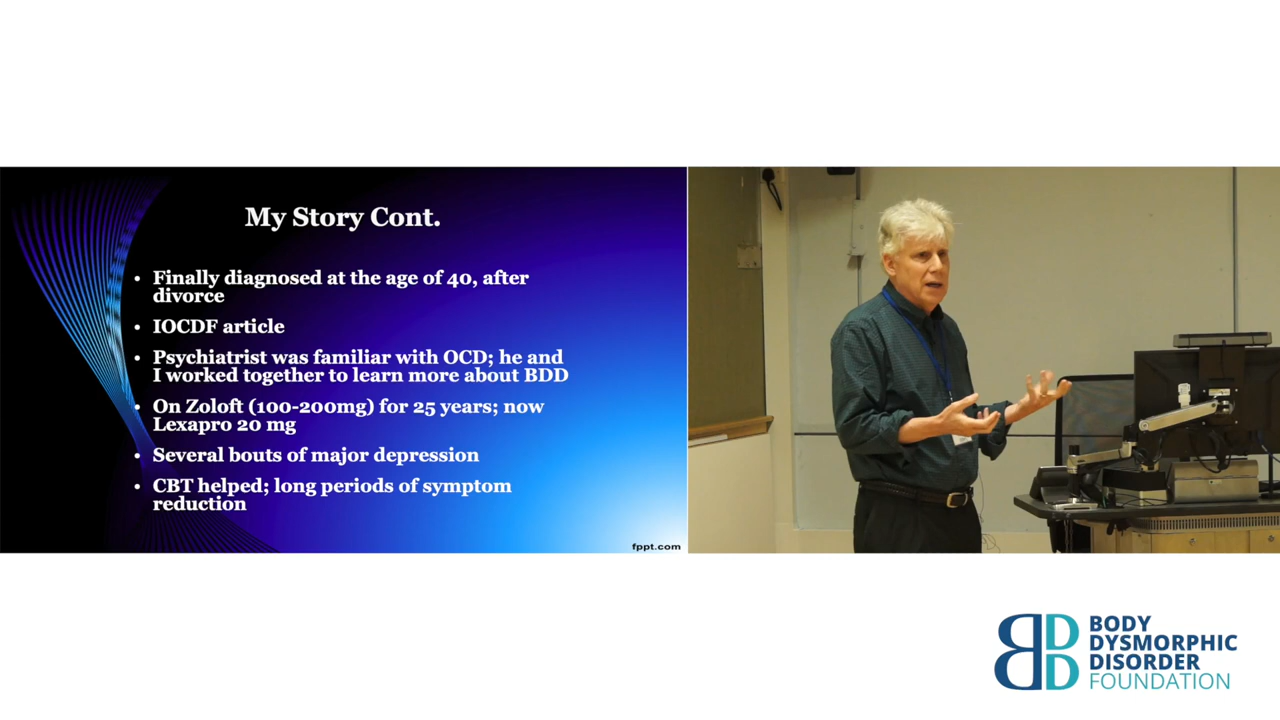 My Story Cont.
• Finally diagnosed at the age of 40, after
divorce
• IOCDF article
• Psychiatrist was familiar with OCD; he and
I worked together to learn more about BDD
• On Zoloft (100-200mg) for 25 years; now
Lexapro 20 mg
• Several bouts of major depression
• CBT helped; long periods of symptom
reduction
fppt.com
BODY
DYSMORPHIC
DISORDER
FOUNDATION